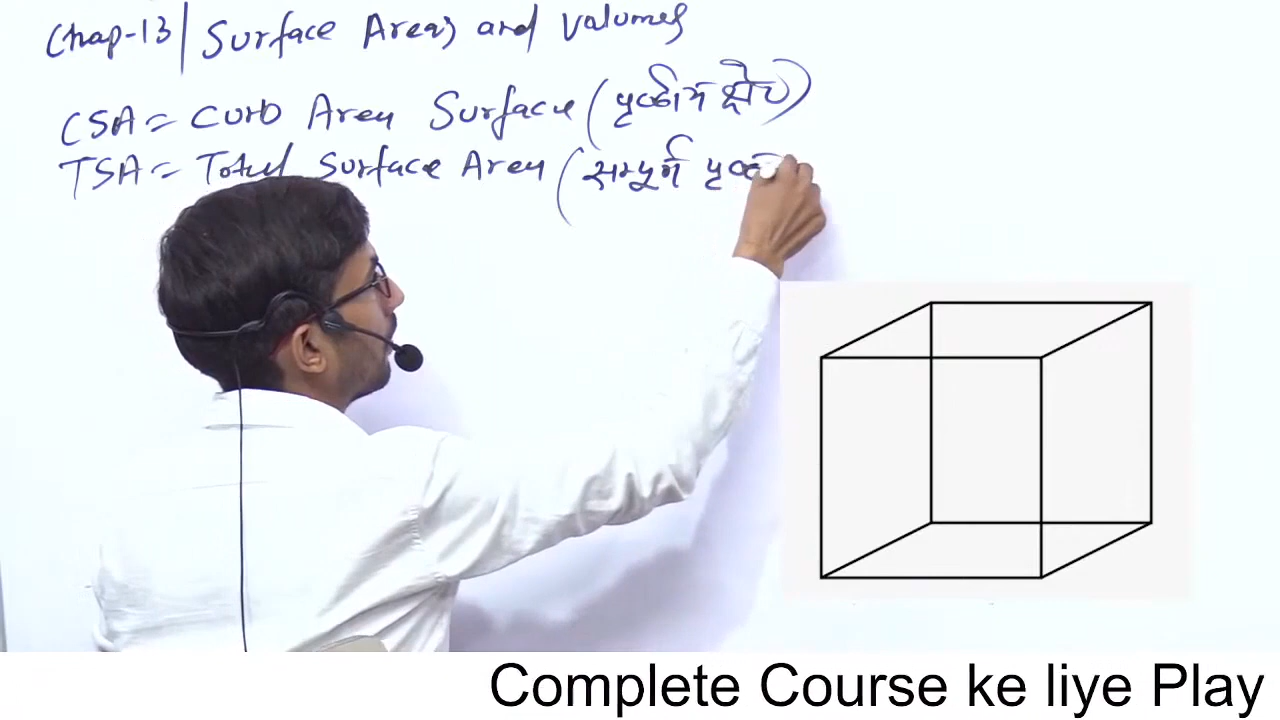 Chap-13| Surface Areas and Volumes
CSA = Curb Area Surface (पृष्ठीय क्षेत्र)
TSA = Total Surface Area (सम्पूर्ण
Complete Course ke liye Play